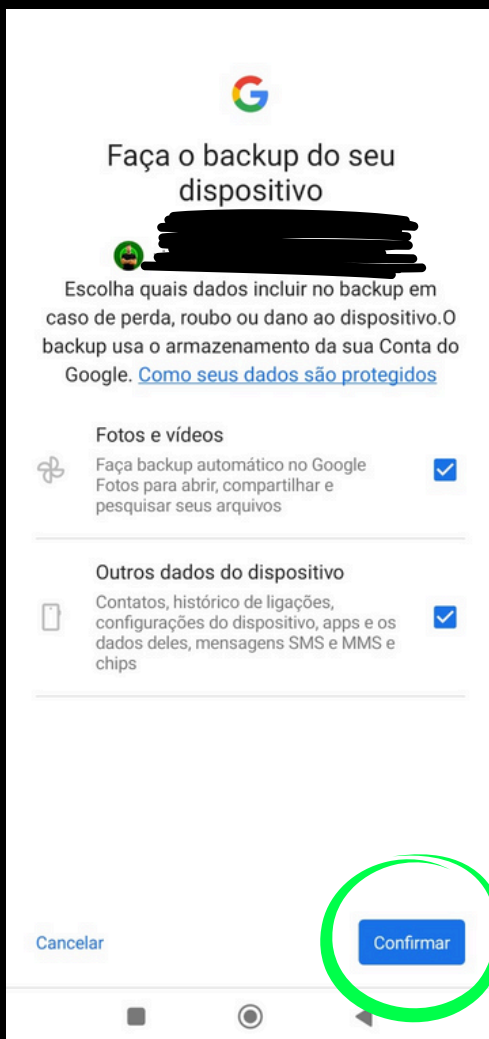 Faça o backup do seu
dispositivo
Escolha quais dados incluir no backup em
caso de perda, roubo ou dano ao dispositivo.O
backup usa o armazenamento da sua Conta do
Google. Como seus dados são protegidos
Fotos e vídeos
Faça backup automático no Google
Fotos para abrir, compartilhar e
pesquisar seus arquivos
Outros dados do dispositivo
Contatos, histórico de ligações,
configurações do dispositivo, apps e os
dados deles, mensagens SMS e MMS e
chips
Cancelar
Confirmar